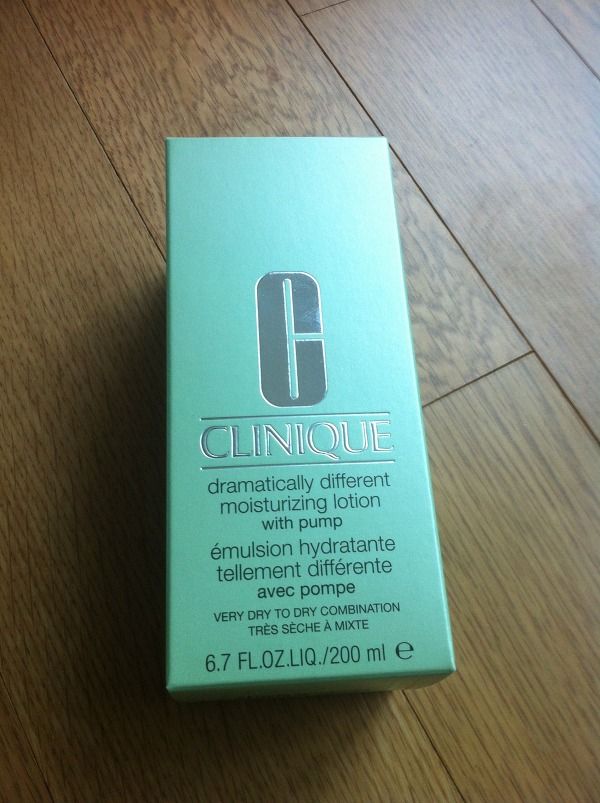 C
CLINIQUE
dramatically different
moisturizing lotion
with pump
émulsion hydratante
tellement différente
avec pompe
VERY DRY TO DRY COMBINATION
TRÈS SÈCHE À MIXTE
6.7 FL.OZ.LIQ./200 ml ℮